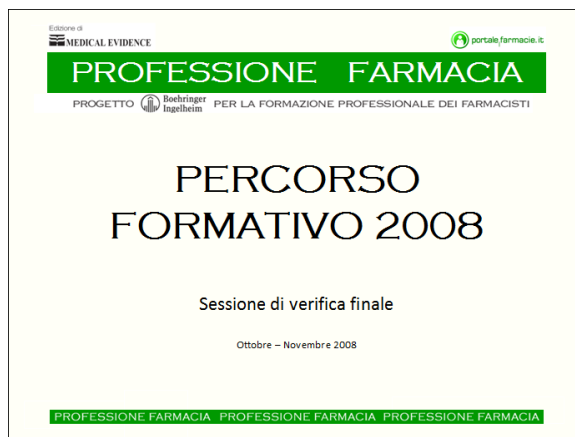 Edizione di
MEDICAL EVIDENCE
portale,farmacie.it
PROFESSIONE FARMACIA
PROGETTO Boehringer Ingelheim PER LA FORMAZIONE PROFESSIONALE DEI FARMACISTI
PERCORSO
FORMATIVO 2008
Sessione di verifica finale
Ottobre – Novembre 2008
PROFESSIONE FARMACIA PROFESSIONE FARMACIA PROFESSIONE FARMACIA